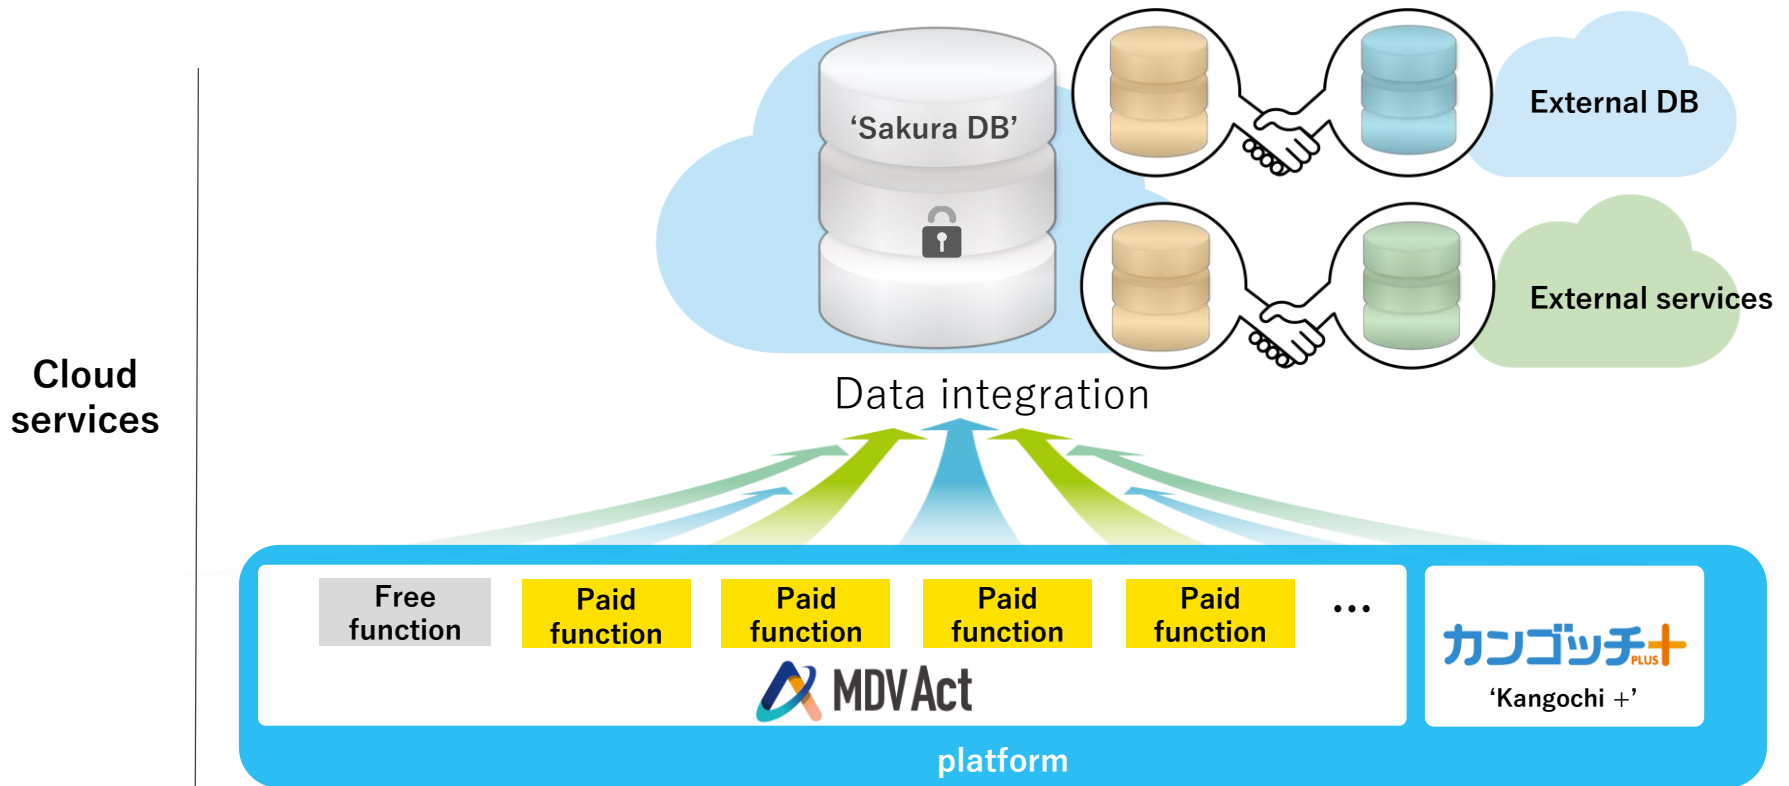 ‘Sakura DB’
External DB
External services
Cloud
services
Data integration
Free
function
Paid
function
Paid
function
Paid
function
Paid
function
...
MDV Act
カンゴッチ+
PLUS
‘Kangochi +’
platform